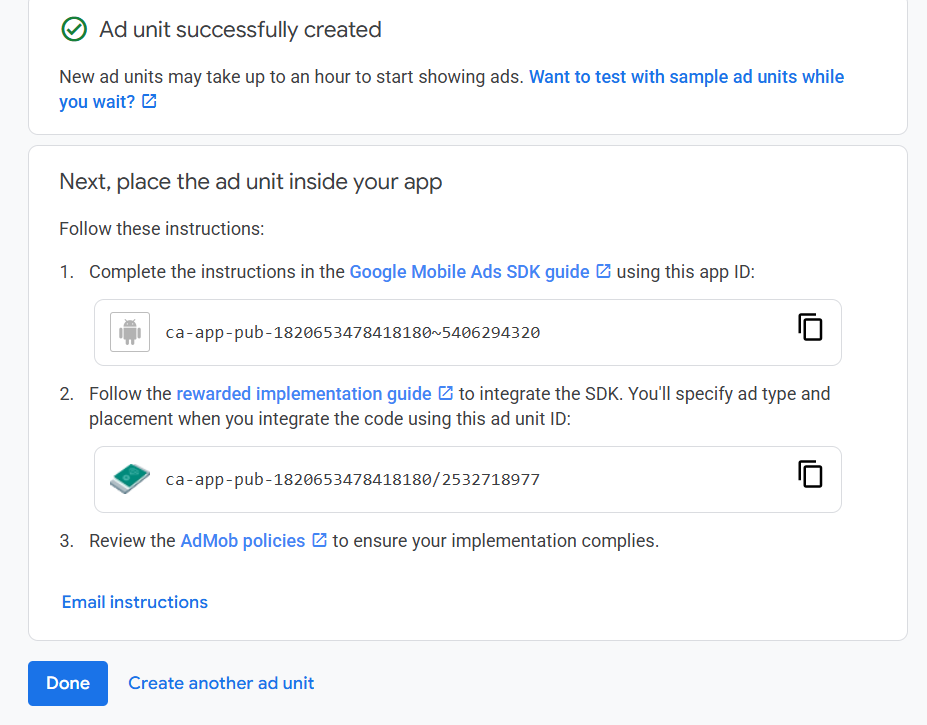 Ad unit successfully created
New ad units may take up to an hour to start showing ads. Want to test with sample ad units while
you wait?
Next, place the ad unit inside your app
Follow these instructions:
1. Complete the instructions in the Google Mobile Ads SDK guide using this app ID:
ca-app-pub-1820653478418180~5406294320
2. Follow the rewarded implementation guide to integrate the SDK. You'll specify ad type and
placement when you integrate the code using this ad unit ID:
ca-app-pub-1820653478418180/2532718977
3. Review the AdMob policies to ensure your implementation complies.
Email instructions
Done Create another ad unit